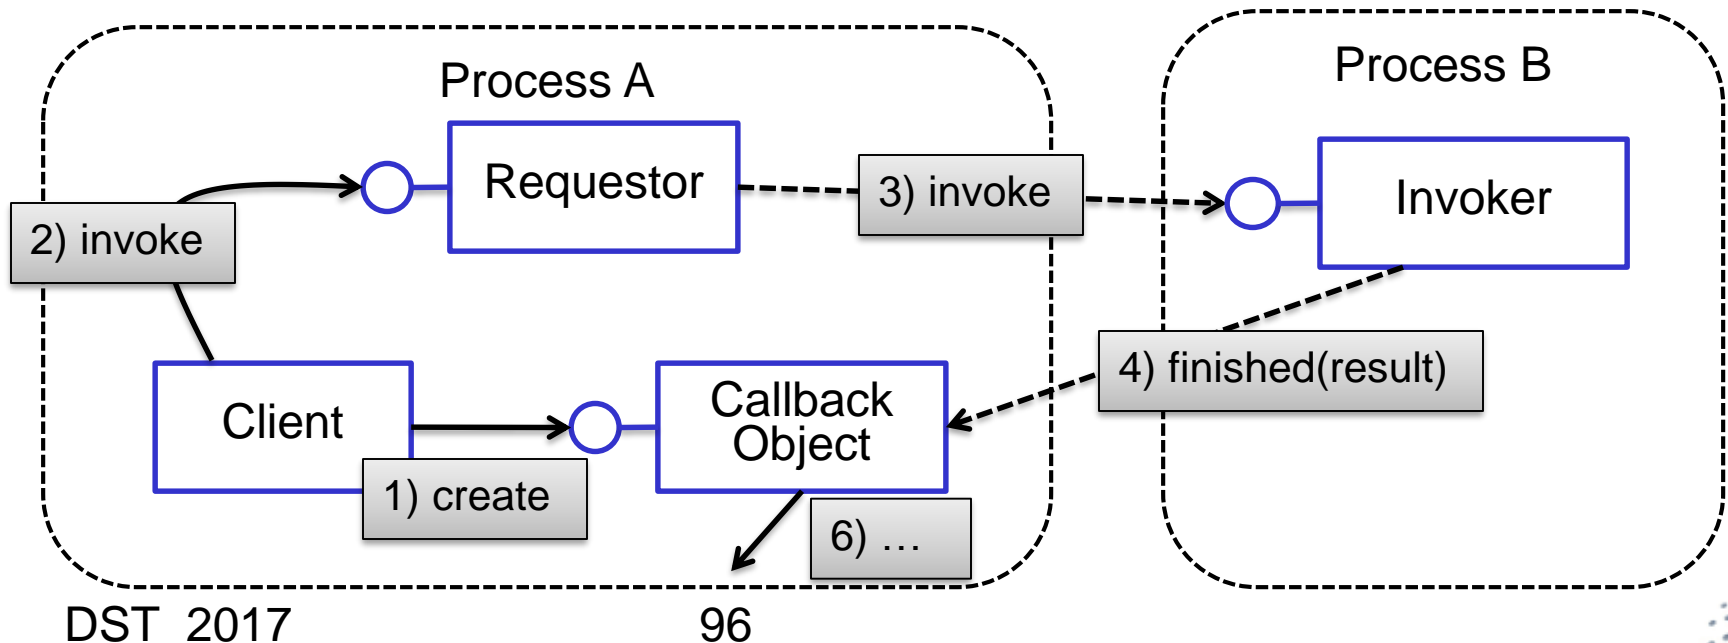 Process A
Process B
Requestor
3) invoke
Invoker
2) invoke
4) finished(result)
Client
Callback
Object
1) create
6) …
DST 2017
96